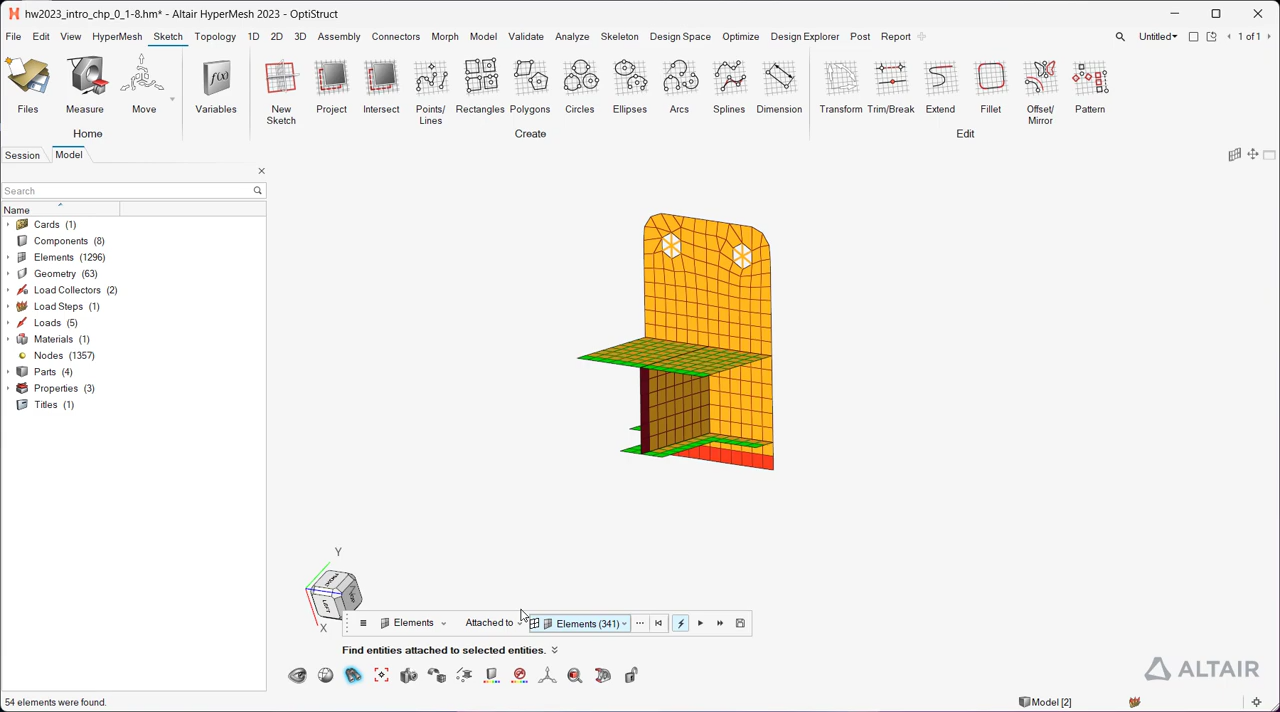 hw2023_intro_chp_0_1-8.hm* - Altair HyperMesh 2023 - OptiStruct
File Edit View HyperMesh Sketch Topology 1D 2D 3D Assembly Connectors Morph Model Validate Analyze Skeleton Design Space Optimize Design Explorer Post Report Untitled 1 of 1
f(x)
Files Measure Move Variables New Sketch Project Intersect Points/Lines Rectangles Polygons Circles Ellipses Arcs Splines Dimension Transform Trim/Break Extend Fillet Offset/Mirror Pattern
Home Create Edit
Session Model
Search
Name
Cards (1)
Components (8)
Elements (1296)
Geometry (63)
Load Collectors (2)
Load Steps (1)
Loads (5)
Materials (1)
Nodes (1357)
Parts (4)
Properties (3)
Titles (1)
Y
LEFT
X
Elements Attached to Elements (341)
Find entities attached to selected entities.
ALTAIR
54 elements were found. Model [2]